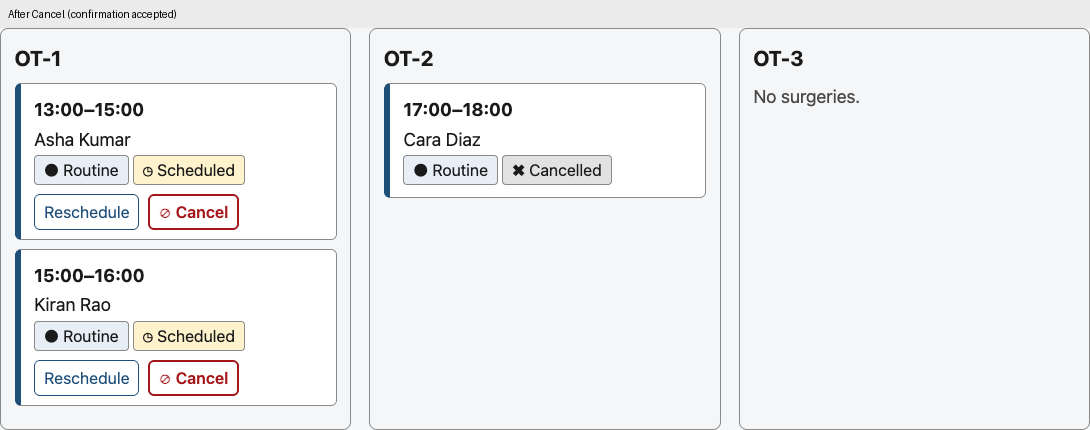 After Cancel (confirmation accepted)
OT-1
13:00–15:00
Asha Kumar
● Routine ◷ Scheduled
Reschedule ⊘ Cancel
15:00–16:00
Kiran Rao
● Routine ◷ Scheduled
Reschedule ⊘ Cancel
OT-2
17:00–18:00
Cara Diaz
● Routine ✖ Cancelled
OT-3
No surgeries.